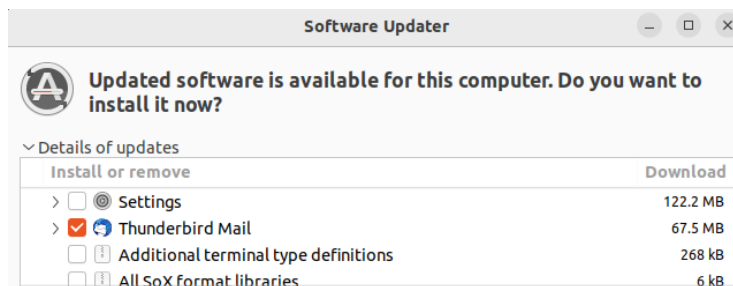 Software Updater
Updated software is available for this computer. Do you want to
install it now?
Details of updates
Install or remove Download
Settings 122.2 MB
Thunderbird Mail 67.5 MB
Additional terminal type definitions 268 kB
All SoX format libraries 6 kB